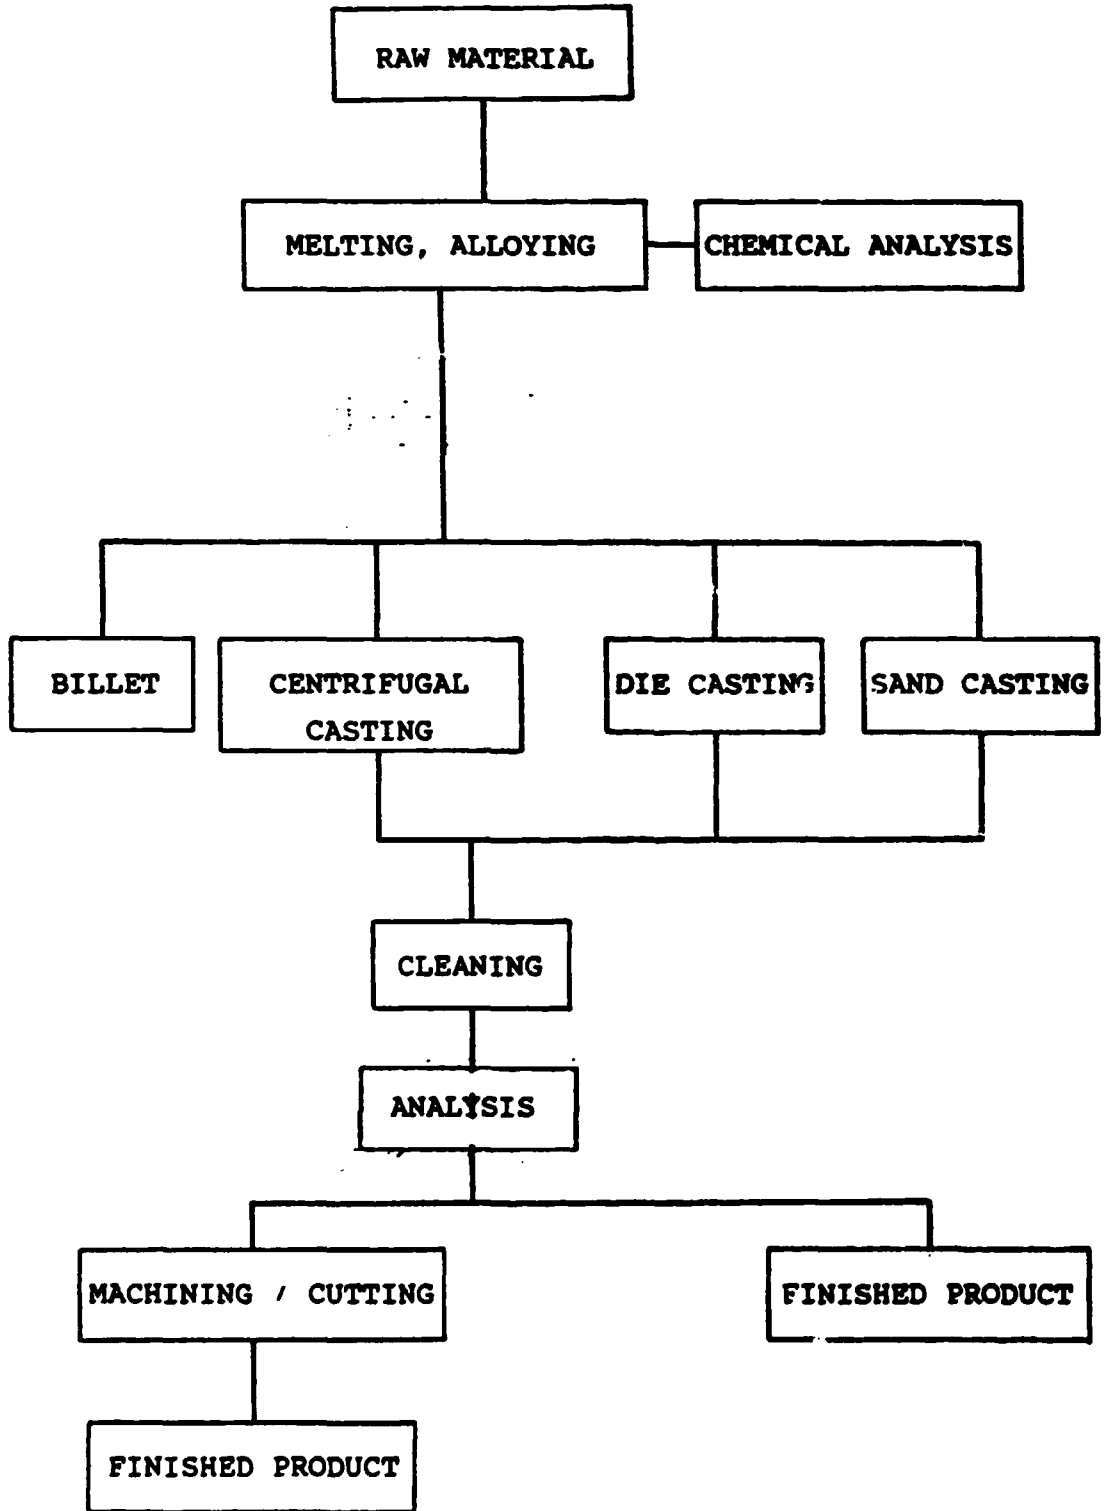 RAW MATERIAL
MELTING, ALLOYING
CHEMICAL ANALYSIS
BILLET
CENTRIFUGAL
CASTING
DIE CASTING
SAND CASTING
CLEANING
ANALYSIS
MACHINING / CUTTING
FINISHED PRODUCT
FINISHED PRODUCT